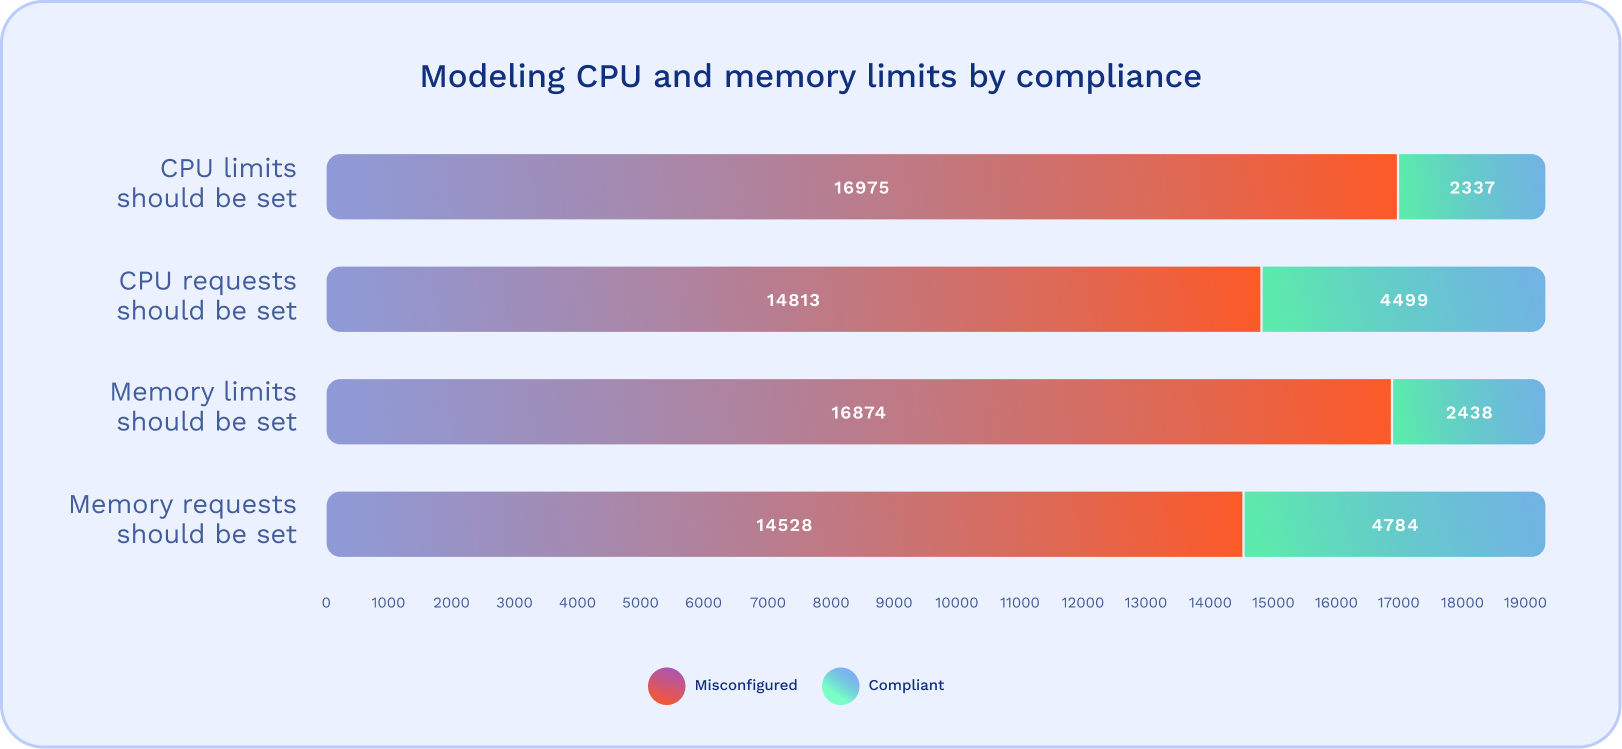 Modeling CPU and memory limits by compliance
CPU limits
should be set
16975
2337
CPU requests
should be set
14813
4499
Memory limits
should be set
16874
2438
Memory requests
should be set
14528
4784
0 1000 2000 3000 4000 5000 6000 7000 8000 9000 10000 11000 12000 13000 14000 15000 16000 17000 18000 19000
Misconfigured
Compliant